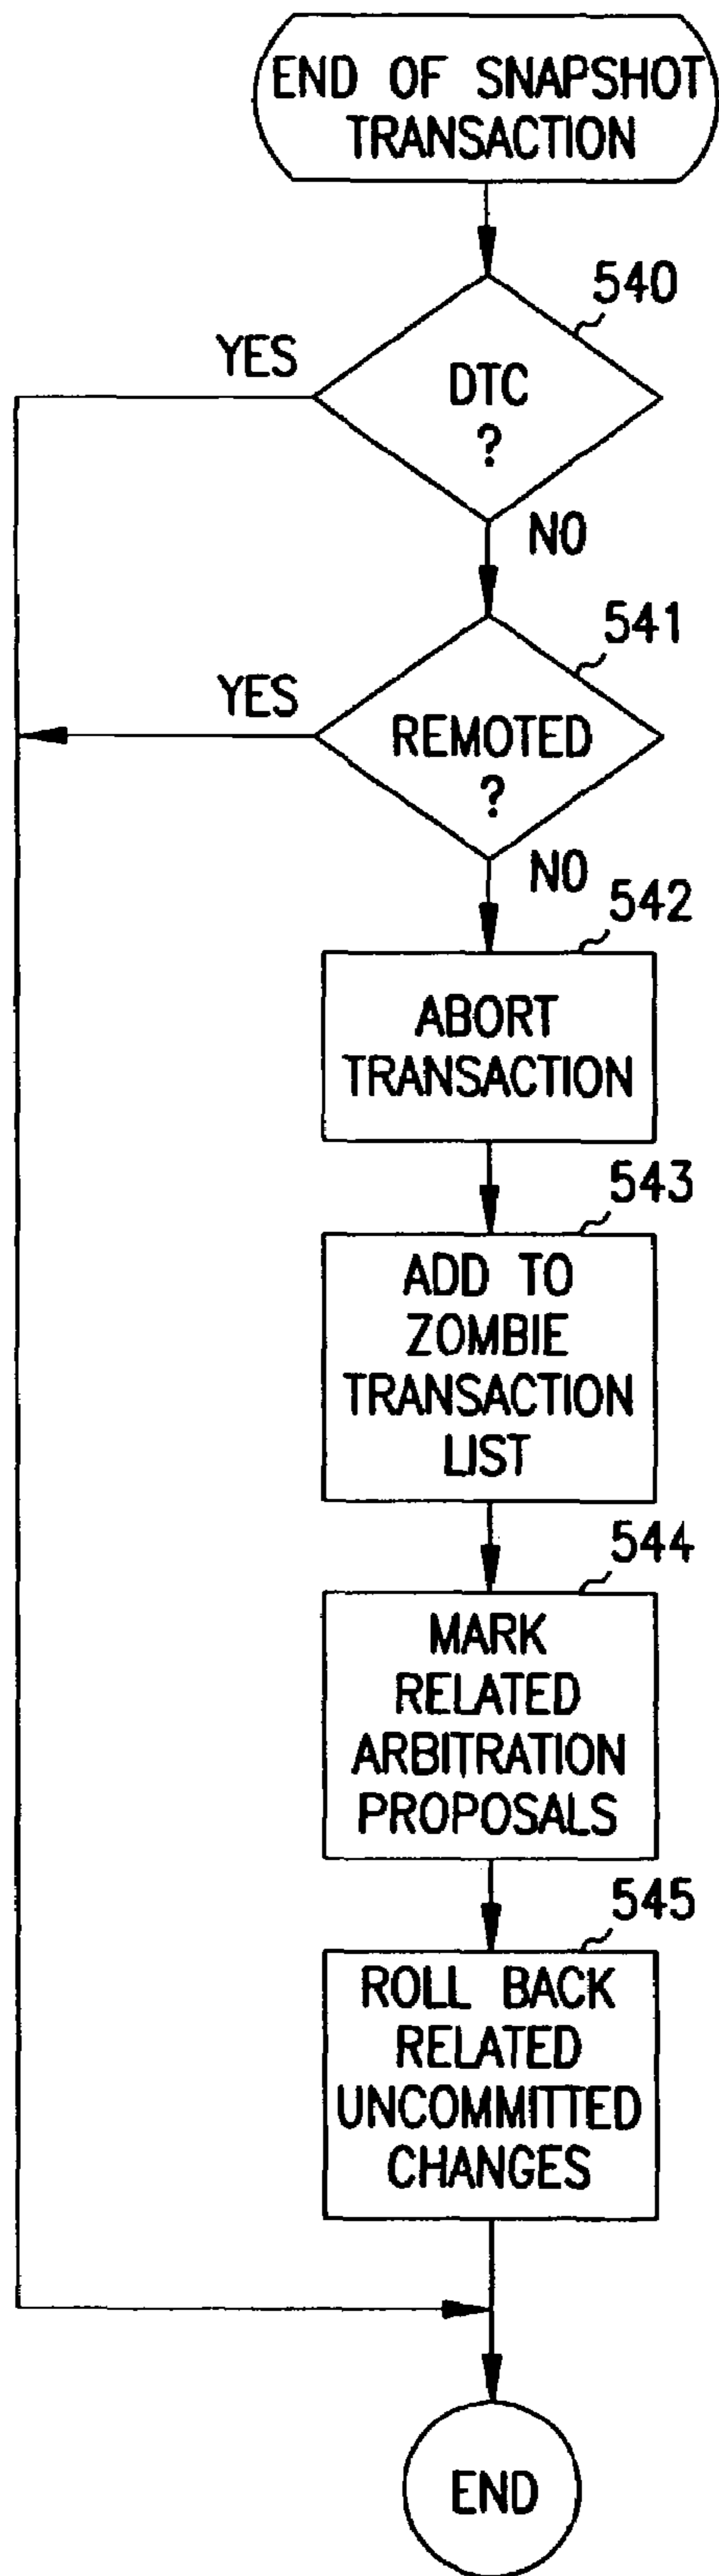 END OF SNAPSHOT
TRANSACTION
540
YES
DTC
?
NO
541
YES
REMOTED
?
NO
542
ABORT
TRANSACTION
543
ADD TO
ZOMBIE
TRANSACTION
LIST
544
MARK
RELATED
ARBITRATION
PROPOSALS
545
ROLL BACK
RELATED
UNCOMMITTED
CHANGES
END